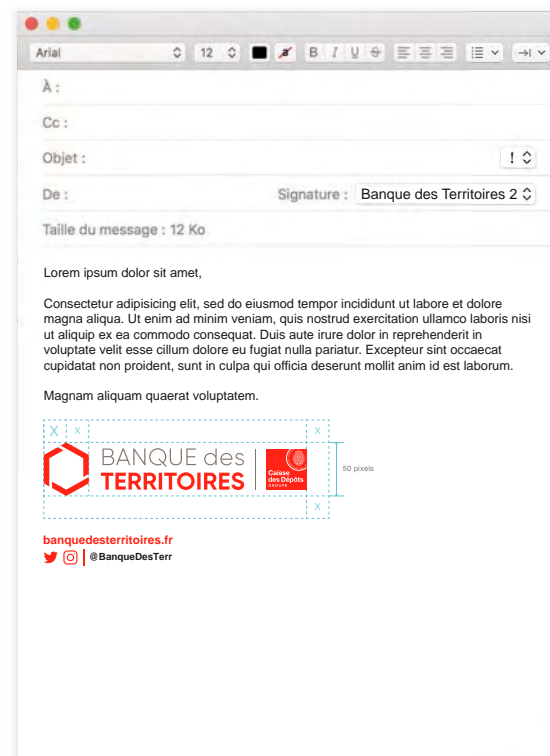 Arial 12 a B I U S
À :
Cc :
Objet : !
De : Signature : Banque des Territoires 2
Taille du message : 12 Ko
Lorem ipsum dolor sit amet,
Consectetur adipisicing elit, sed do eiusmod tempor incididunt ut labore et dolore
magna aliqua. Ut enim ad minim veniam, quis nostrud exercitation ullamco laboris nisi
ut aliquip ex ea commodo consequat. Duis aute irure dolor in reprehenderit in
voluptate velit esse cillum dolore eu fugiat nulla pariatur. Excepteur sint occaecat
cupidatat non proident, sunt in culpa qui officia deserunt mollit anim id est laborum.
Magnam aliquam quaerat voluptatem.
X X X
BANQUE des
TERRITOIRES
Caisse
des Dépôts
GROUPE
50 pixels
X
banquedesterritoires.fr
@BanqueDesTerr